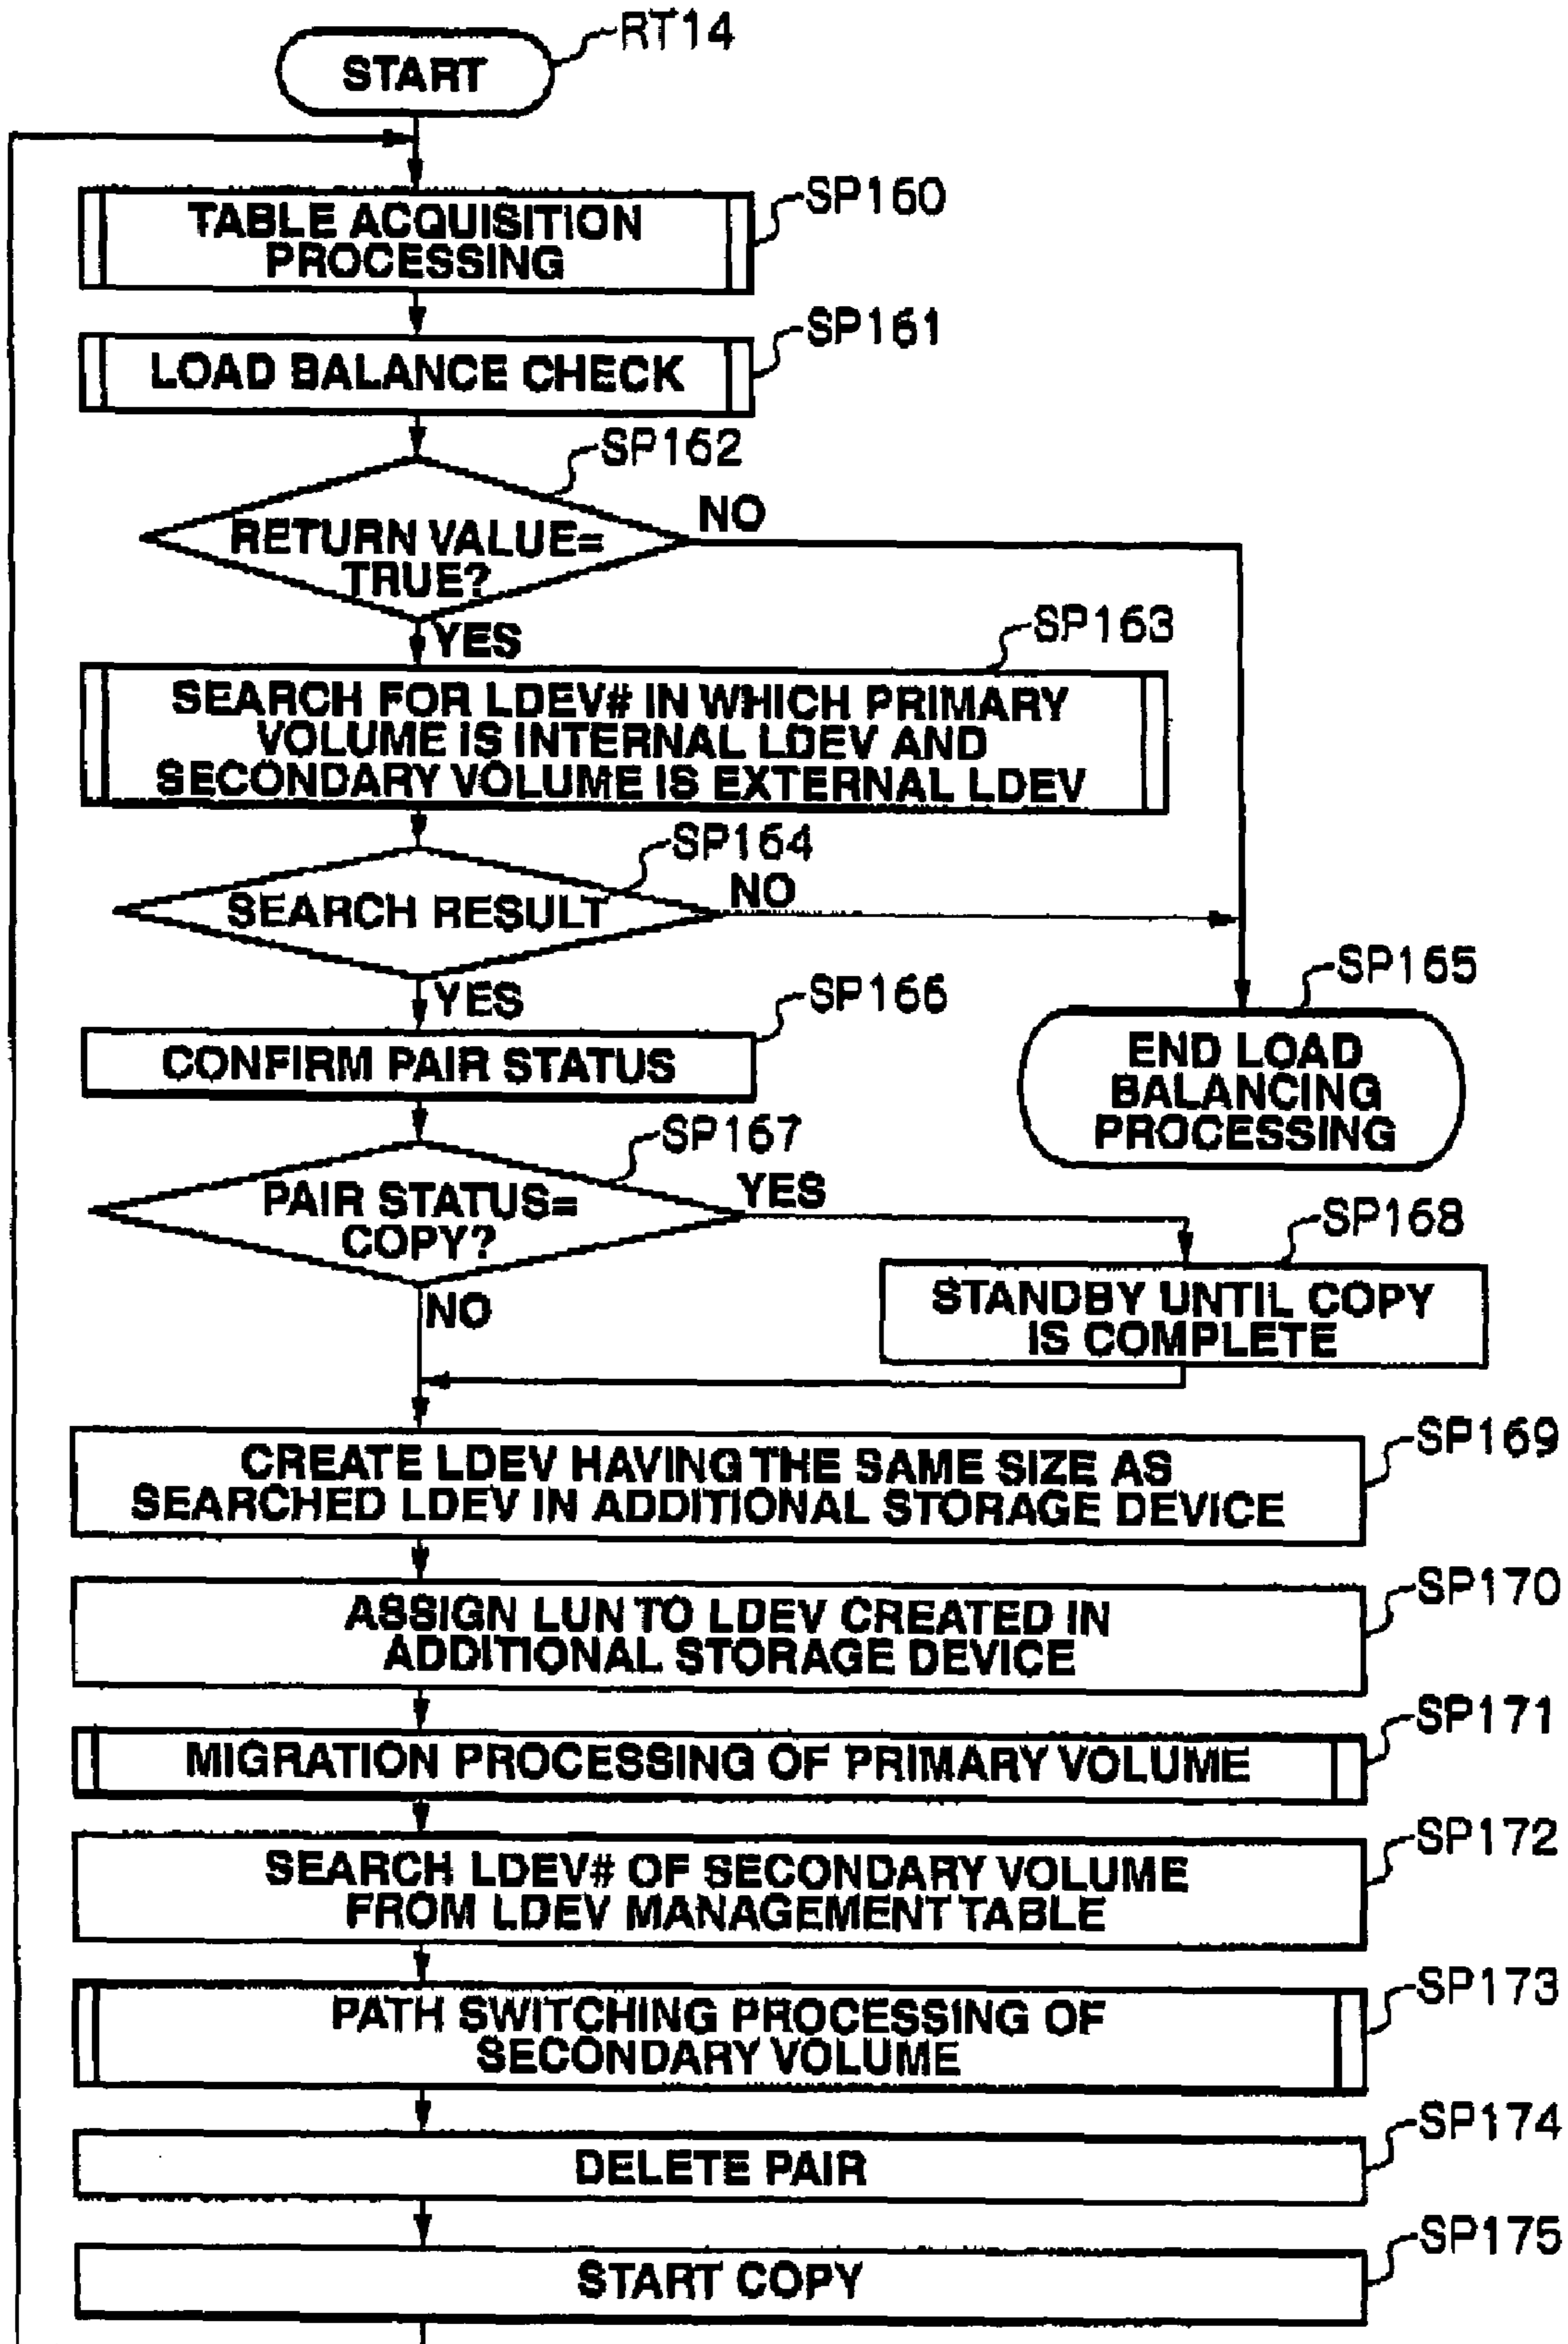 RT14
START
SP160
TABLE ACQUISITION
PROCESSING
SP161
LOAD BALANCE CHECK
SP162
RETURN VALUE=
TRUE?
NO
YES
SP163
SEARCH FOR LDEV# IN WHICH PRIMARY
VOLUME IS INTERNAL LDEV AND
SECONDARY VOLUME IS EXTERNAL LDEV
SP164
SEARCH RESULT
NO
YES
SP165
END LOAD
BALANCING
PROCESSING
SP166
CONFIRM PAIR STATUS
SP167
PAIR STATUS=
COPY?
YES
NO
SP168
STANDBY UNTIL COPY
IS COMPLETE
SP169
CREATE LDEV HAVING THE SAME SIZE AS
SEARCHED LDEV IN ADDITIONAL STORAGE DEVICE
SP170
ASSIGN LUN TO LDEV CREATED IN
ADDITIONAL STORAGE DEVICE
SP171
MIGRATION PROCESSING OF PRIMARY VOLUME
SP172
SEARCH LDEV# OF SECONDARY VOLUME
FROM LDEV MANAGEMENT TABLE
SP173
PATH SWITCHING PROCESSING OF
SECONDARY VOLUME
SP174
DELETE PAIR
SP175
START COPY